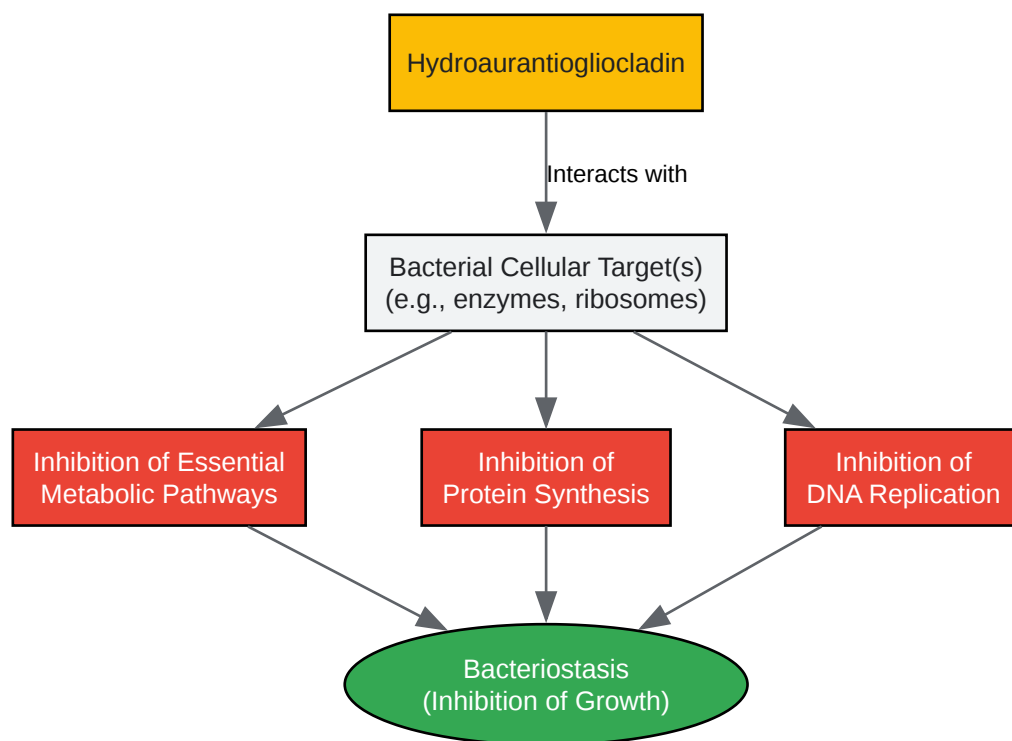 Hydroaurantiogliocladin
Interacts with
Bacterial Cellular Target(s)
(e.g., enzymes, ribosomes)
Inhibition of Essential
Metabolic Pathways
Inhibition of
Protein Synthesis
Inhibition of
DNA Replication
Bacteriostasis
(Inhibition of Growth)